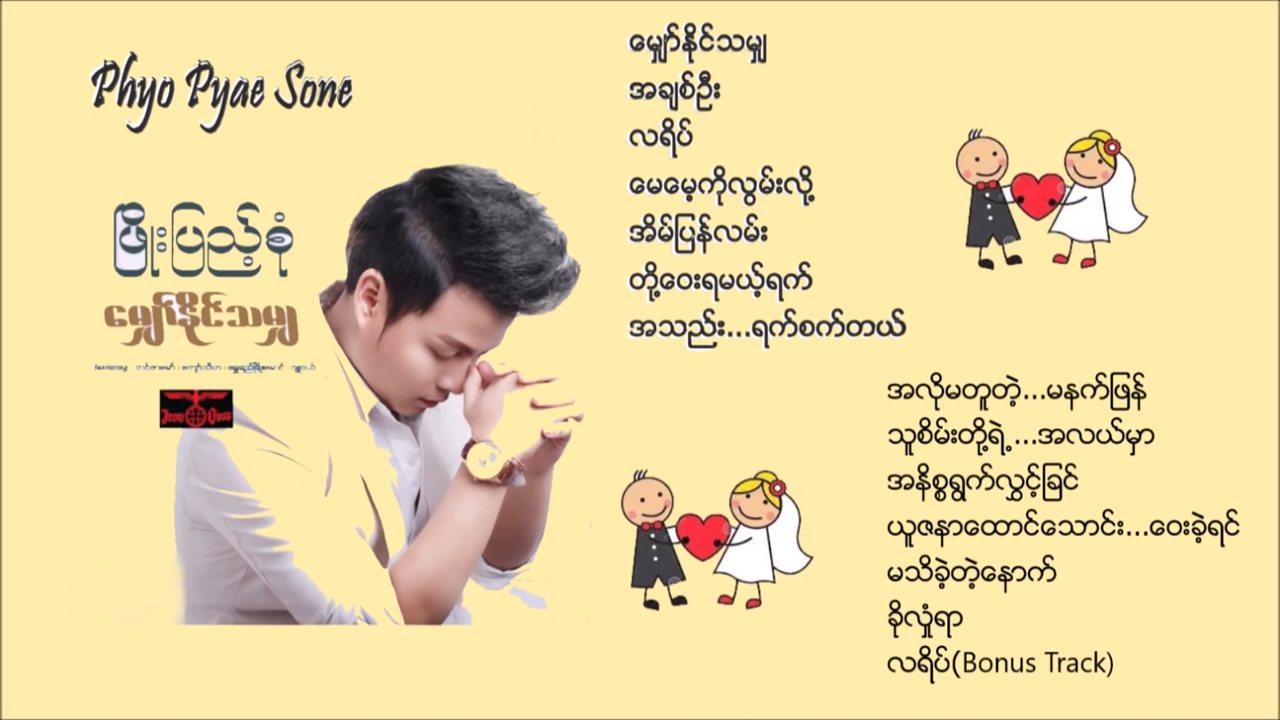 Phyo Pyae Sone
ဖြိုးပြည့်စုံ
မျှော်နိုင်သမျှ
Iron Cross
မျှော်နိုင်သမျှ
အချစ်ဦး
လရိပ်
မေမေ့ကိုလွမ်းလို့
အိမ်ပြန်လမ်း
တို့ဝေးရမယ့်ရက်
အသည်း...ရက်စက်တယ်
အလိုမတူတဲ့...မနက်ဖြန်
သူစိမ်းတို့ရဲ့...အလယ်မှာ
အနိစ္စရွက်လွှင့်ခြင်
ယူဇနာထောင်သောင်း...ဝေးခဲ့ရင်
မသိခဲ့တဲ့နောက်
ခိုလှုံရာ
လရိပ်(Bonus Track)